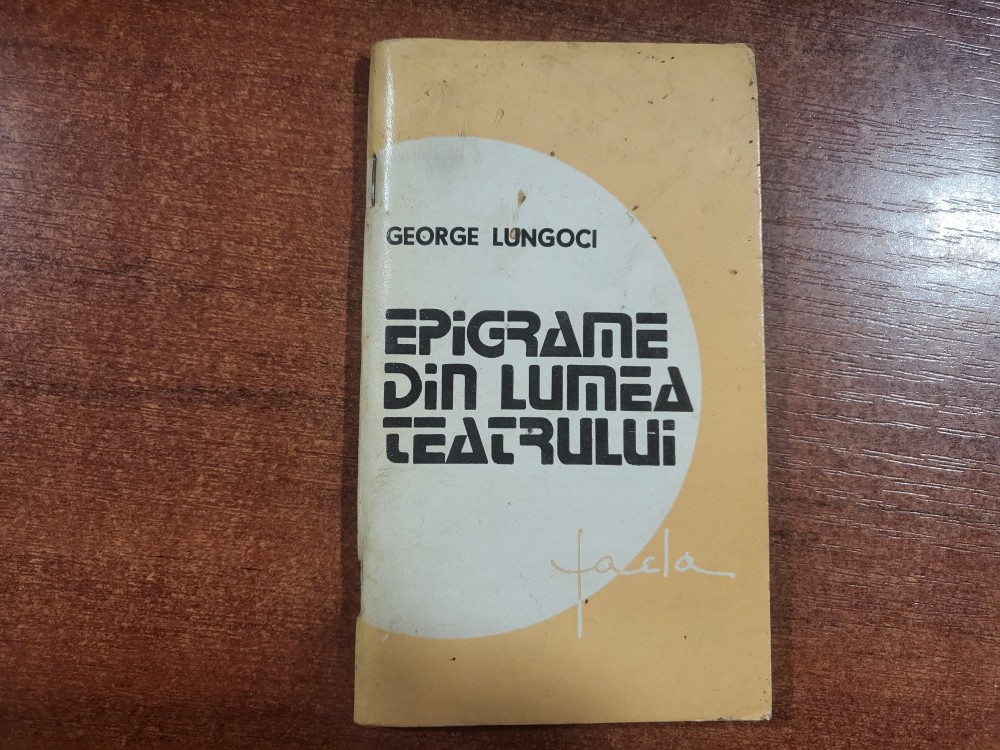 GEORGE LUNGOCI
EPiGRAME
Din LUMEA
TEATRULUi
facla